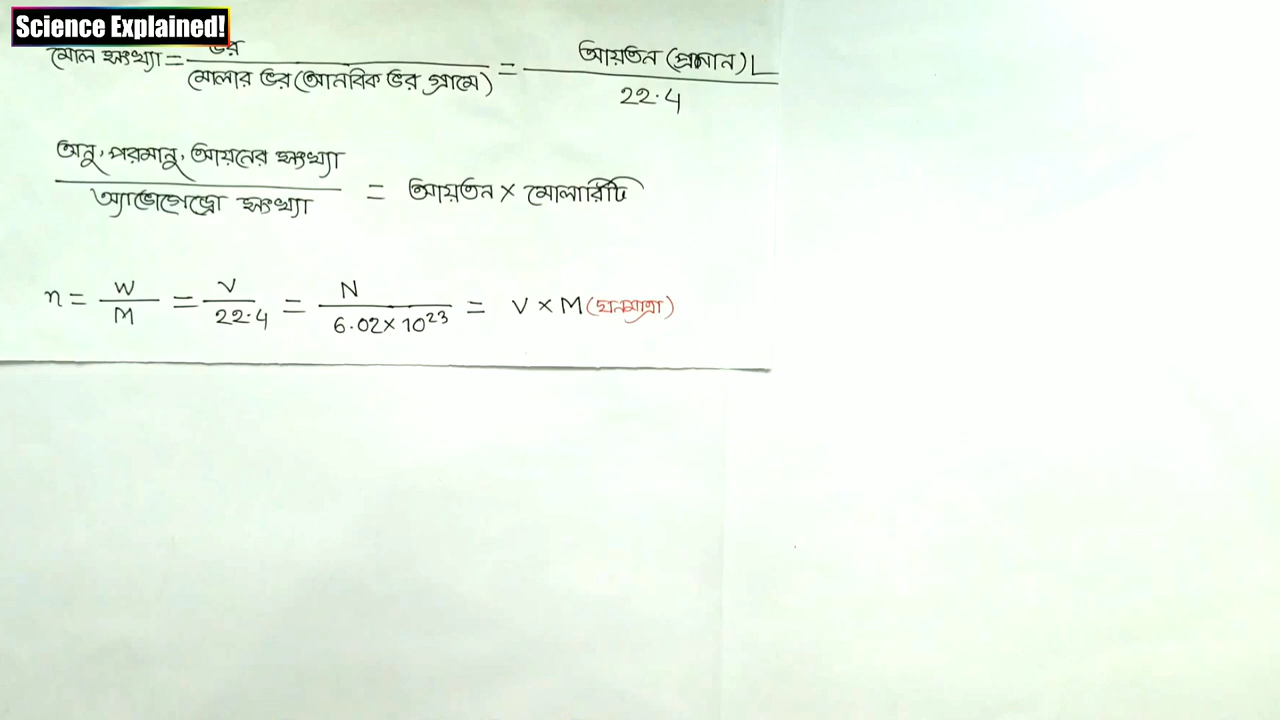 Science Explained!
মোল সংখ্যা = ভর / মোলার ভর (আনবিক ভর গ্রামে) = আয়তন (প্রমান) L / 22.4
অনু, পরমানু, আয়নের সংখ্যা / অ্যাভোগেড্রো সংখ্যা = আয়তন × মোলারিটি
n = W / M = V / 22.4 = N / 6.02 × 10²³ = V × M (ঘনমাত্রা)